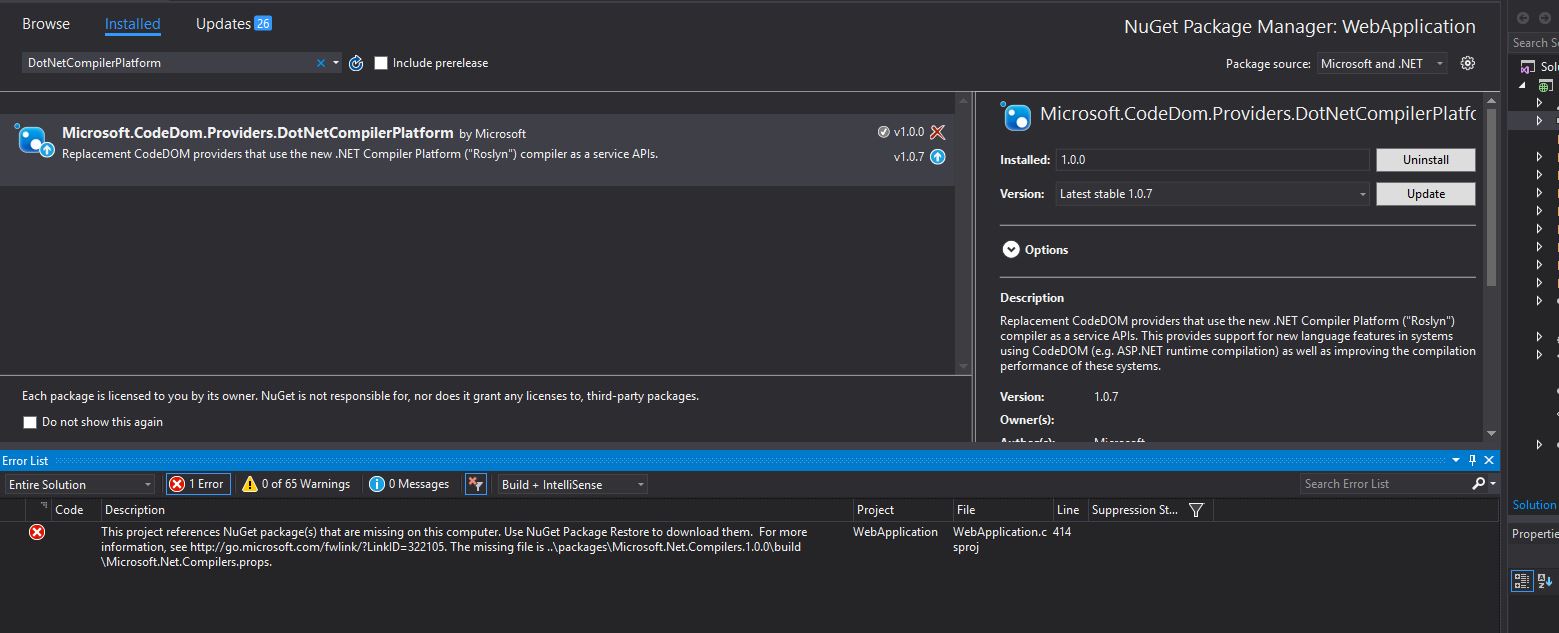 Browse Installed Updates 26
NuGet Package Manager: WebApplication
DotNetCompilerPlatform
Include prerelease
Package source: Microsoft and .NET
Microsoft.CodeDom.Providers.DotNetCompilerPlatform by Microsoft
v1.0.0
Replacement CodeDOM providers that use the new .NET Compiler Platform ("Roslyn") compiler as a service APIs.
v1.0.7
Each package is licensed to you by its owner. NuGet is not responsible for, nor does it grant any licenses to, third-party packages.
Do not show this again
Microsoft.CodeDom.Providers.DotNetCompilerPlatfo
Installed: 1.0.0 Uninstall
Version: Latest stable 1.0.7 Update
Options
Description
Replacement CodeDOM providers that use the new .NET Compiler Platform ("Roslyn")
compiler as a service APIs. This provides support for new language features in systems
using CodeDOM (e.g. ASP.NET runtime compilation) as well as improving the compilation
performance of these systems.
Version: 1.0.7
Owner(s):
Author(s): Microsoft
Search S
Solu
Error List
Entire Solution 1 Error 0 of 65 Warnings 0 Messages Build + IntelliSense Search Error List
Code Description Project File Line Suppression St...
This project references NuGet package(s) that are missing on this computer. Use NuGet Package Restore to download them.  For more
information, see http://go.microsoft.com/fwlink/?LinkID=322105. The missing file is ..\packages\Microsoft.Net.Compilers.1.0.0\build
\Microsoft.Net.Compilers.props.
WebApplication
WebApplication.c
sproj
414
Solution
Propertie